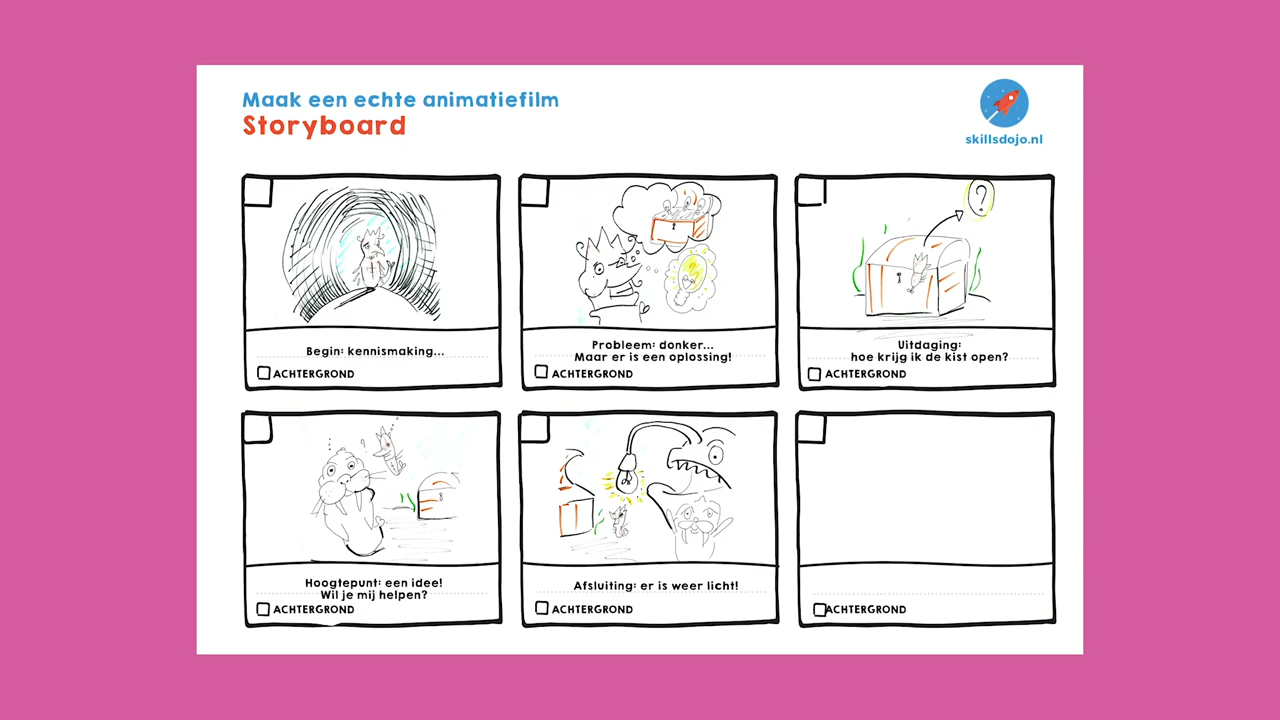 Maak een echte animatiefilm
Storyboard
skillsdojo.nl
?
Begin: kennismaking...
ACHTERGROND
Probleem: donker...
Maar er is een oplossing!
ACHTERGROND
Uitdaging:
hoe krijg ik de kist open?
ACHTERGROND
Hoogtepunt: een idee!
Wil je mij helpen?
ACHTERGROND
Afsluiting: er is weer licht!
ACHTERGROND
ACHTERGROND